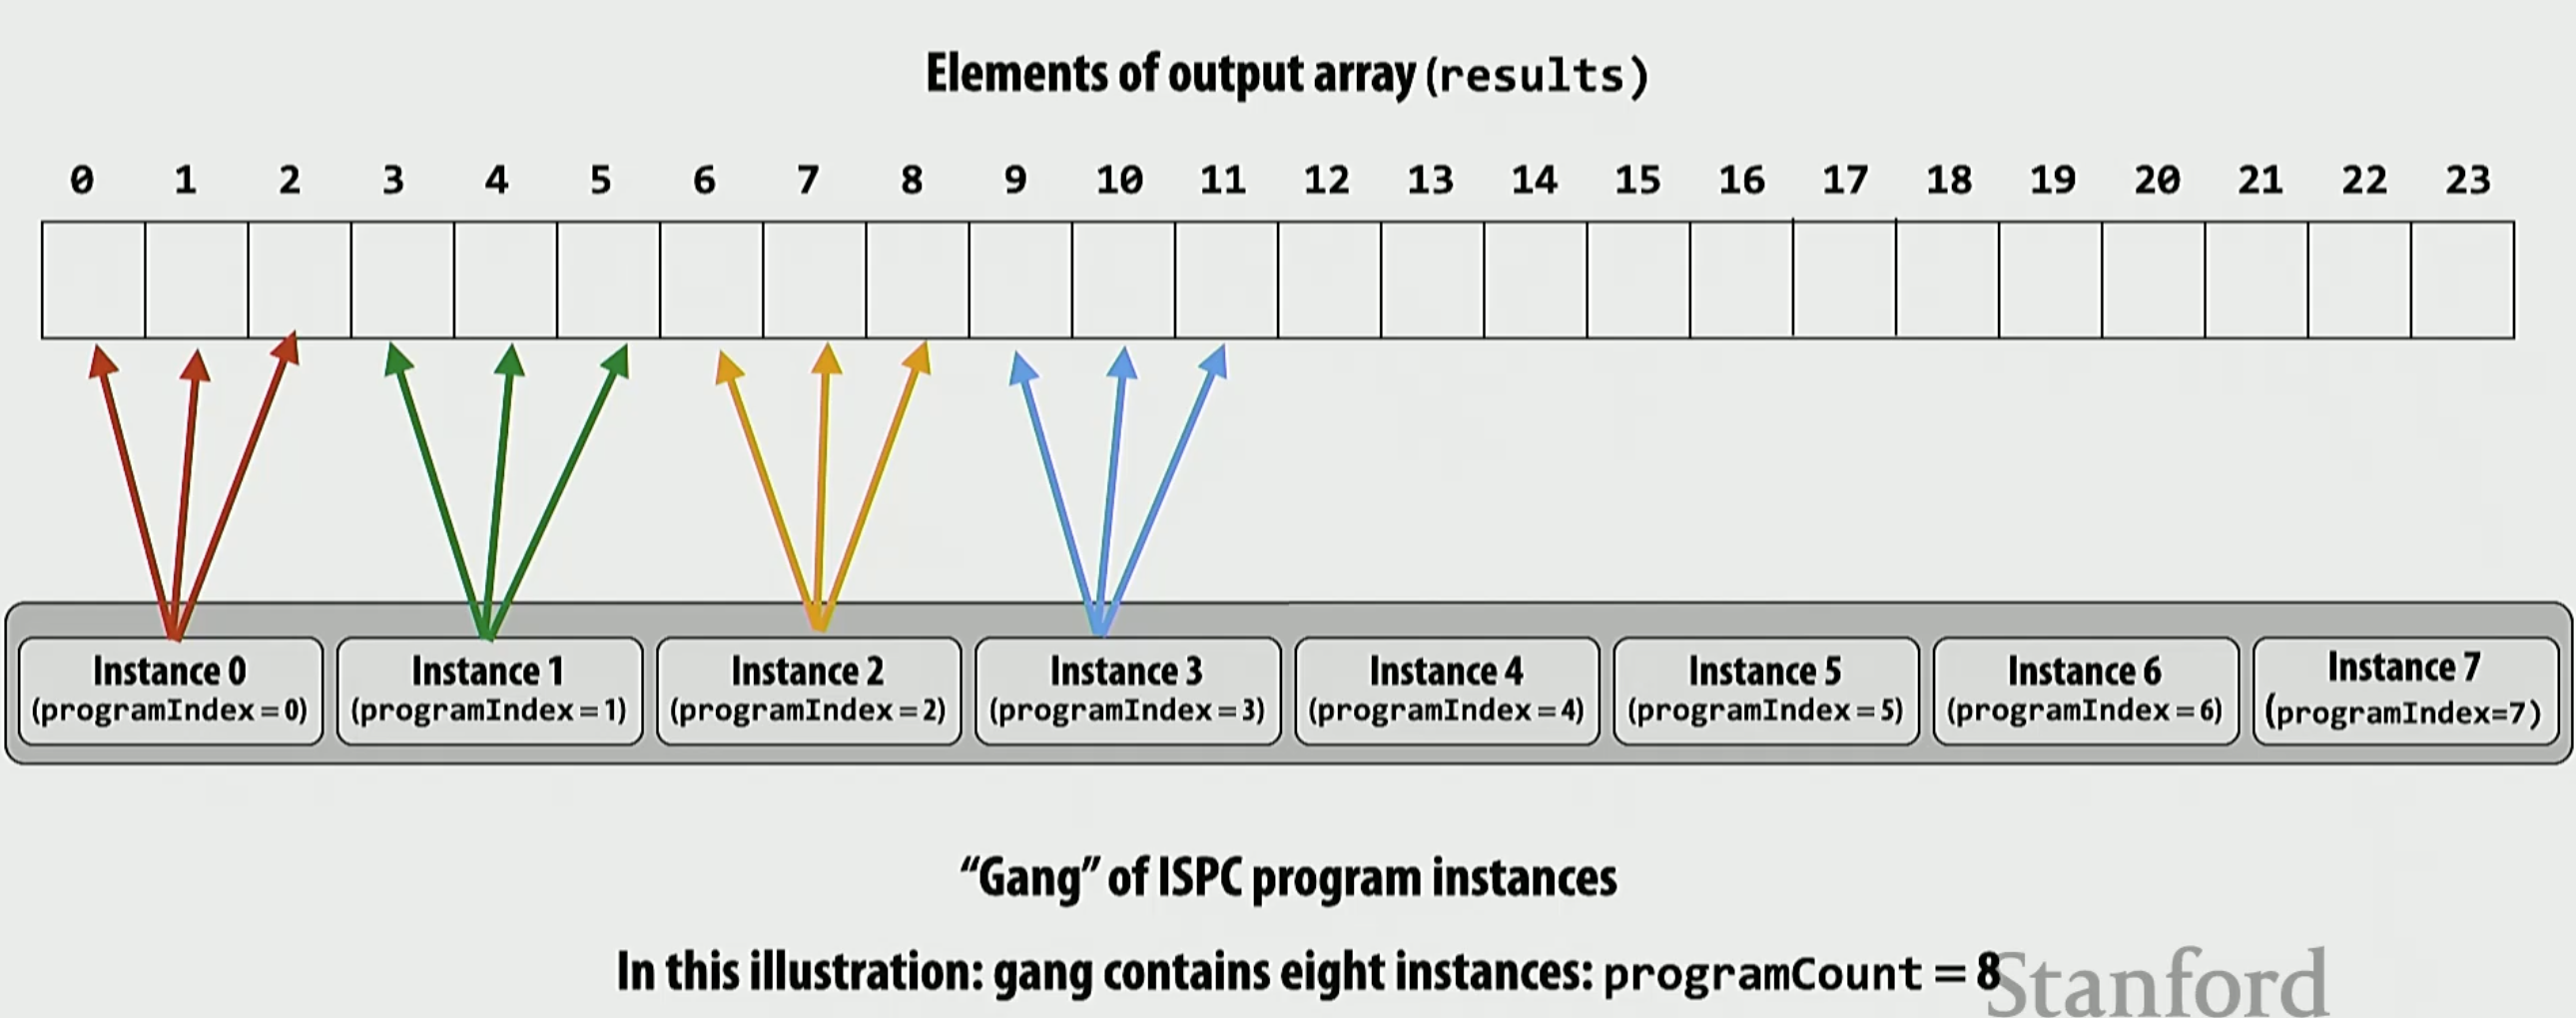 Elements of output array (results)
0 1 2 3 4 5 6 7 8 9 10 11 12 13 14 15 16 17 18 19 20 21 22 23
Instance 0 Instance 1 Instance 2 Instance 3 Instance 4 Instance 5 Instance 6 Instance 7
(programIndex=0) (programIndex=1) (programIndex=2) (programIndex=3) (programIndex=4) (programIndex=5) (programIndex=6) (programIndex=7)
“Gang” of ISPC program instances
In this illustration: gang contains eight instances: programCount = 8
Stanford